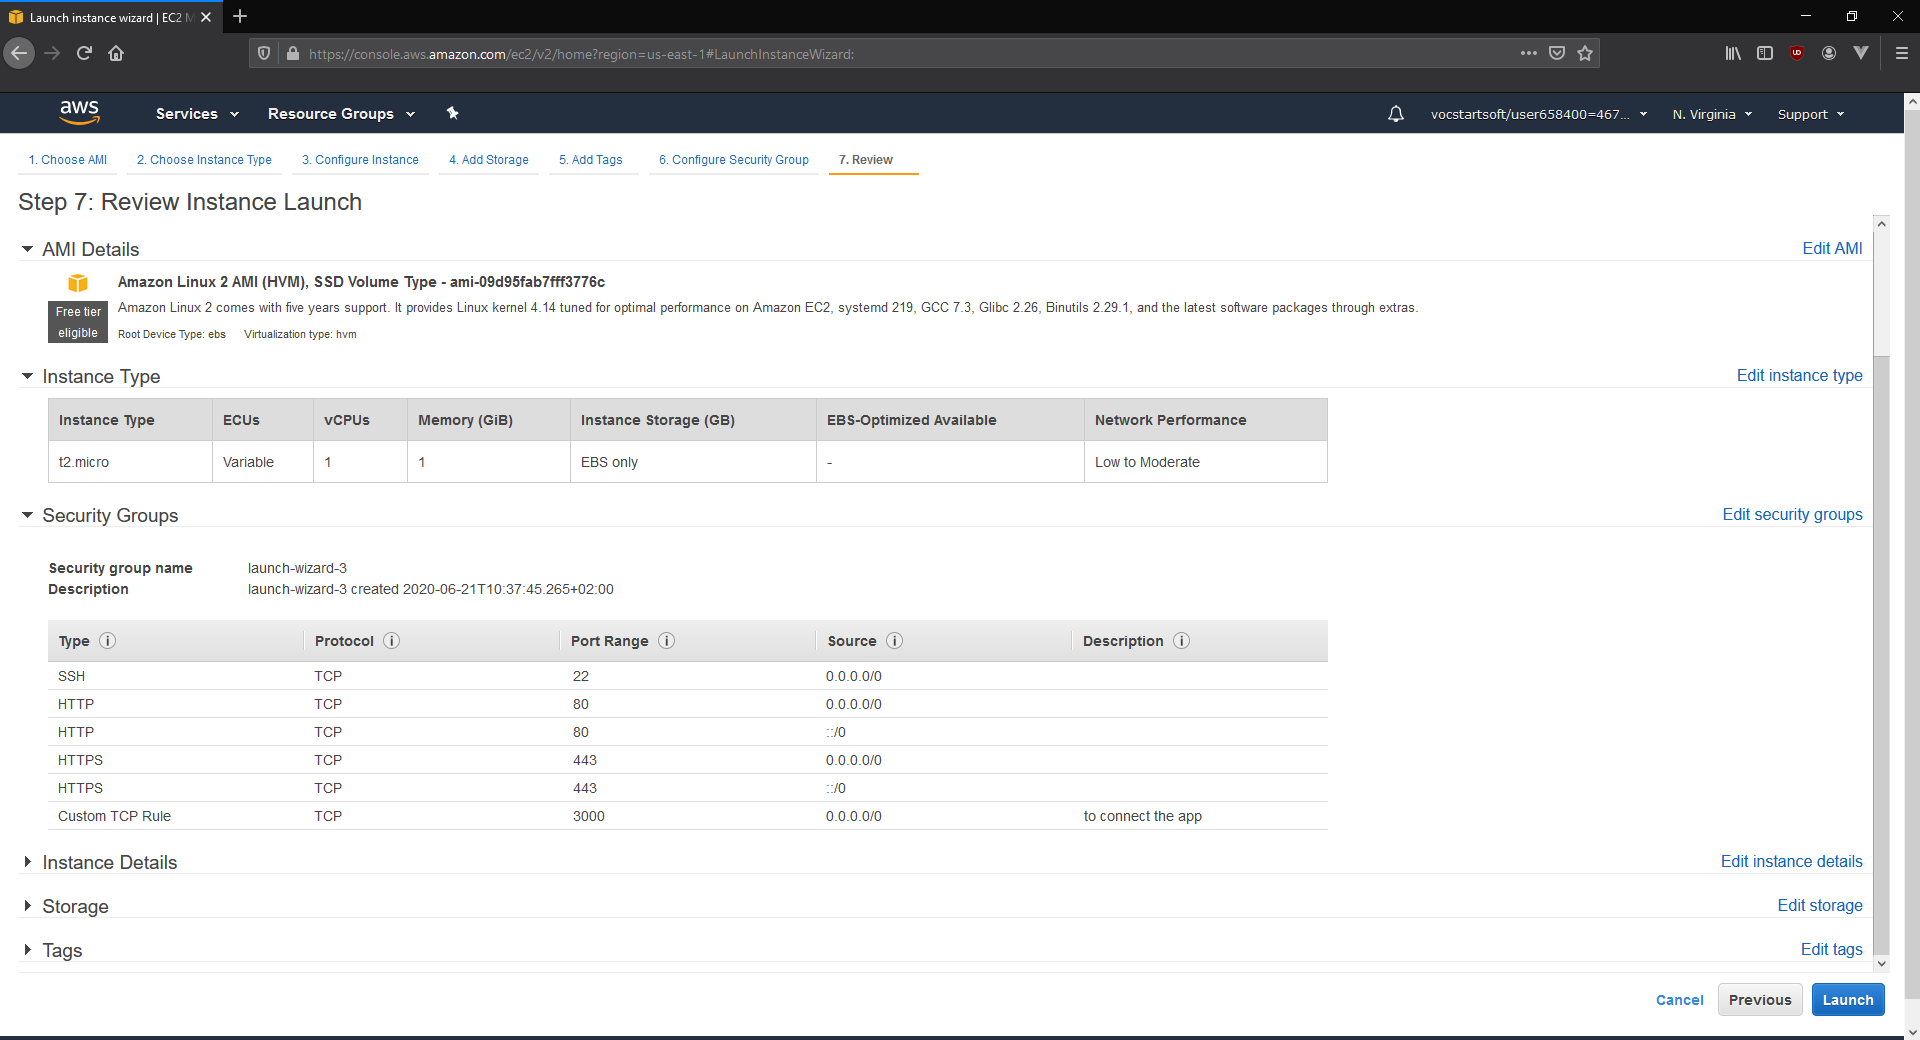 Launch instance wizard | EC2 M
https://console.aws.amazon.com/ec2/v2/home?region=us-east-1#LaunchInstanceWizard:
aws Services Resource Groups vocstartsoft/user658400=467... N. Virginia Support
1. Choose AMI 2. Choose Instance Type 3. Configure Instance 4. Add Storage 5. Add Tags 6. Configure Security Group 7. Review
Step 7: Review Instance Launch
AMI Details Edit AMI
Amazon Linux 2 AMI (HVM), SSD Volume Type - ami-09d95fab7fff3776c
Free tier eligible
Amazon Linux 2 comes with five years support. It provides Linux kernel 4.14 tuned for optimal performance on Amazon EC2, systemd 219, GCC 7.3, Glibc 2.26, Binutils 2.29.1, and the latest software packages through extras.
Root Device Type: ebs Virtualization type: hvm
Instance Type Edit instance type
Instance Type ECUs vCPUs Memory (GiB) Instance Storage (GB) EBS-Optimized Available Network Performance
t2.micro Variable 1 1 EBS only - Low to Moderate
Security Groups Edit security groups
Security group name launch-wizard-3
Description launch-wizard-3 created 2020-06-21T10:37:45.265+02:00
Type Protocol Port Range Source Description
SSH TCP 22 0.0.0.0/0
HTTP TCP 80 0.0.0.0/0
HTTP TCP 80 ::/0
HTTPS TCP 443 0.0.0.0/0
HTTPS TCP 443 ::/0
Custom TCP Rule TCP 3000 0.0.0.0/0 to connect the app
Instance Details Edit instance details
Storage Edit storage
Tags Edit tags
Cancel Previous Launch